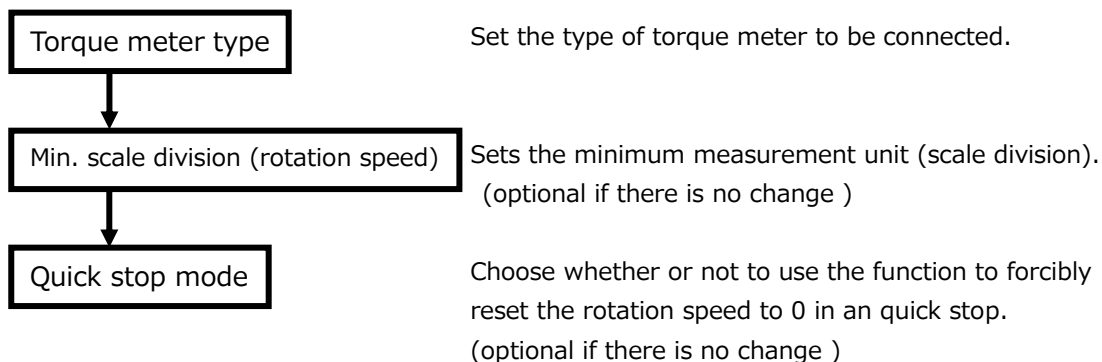 Torque meter type
Set the type of torque meter to be connected.
Min. scale division (rotation speed)
Sets the minimum measurement unit (scale division).
(optional if there is no change )
Quick stop mode
Choose whether or not to use the function to forcibly
reset the rotation speed to 0 in an quick stop.
(optional if there is no change )